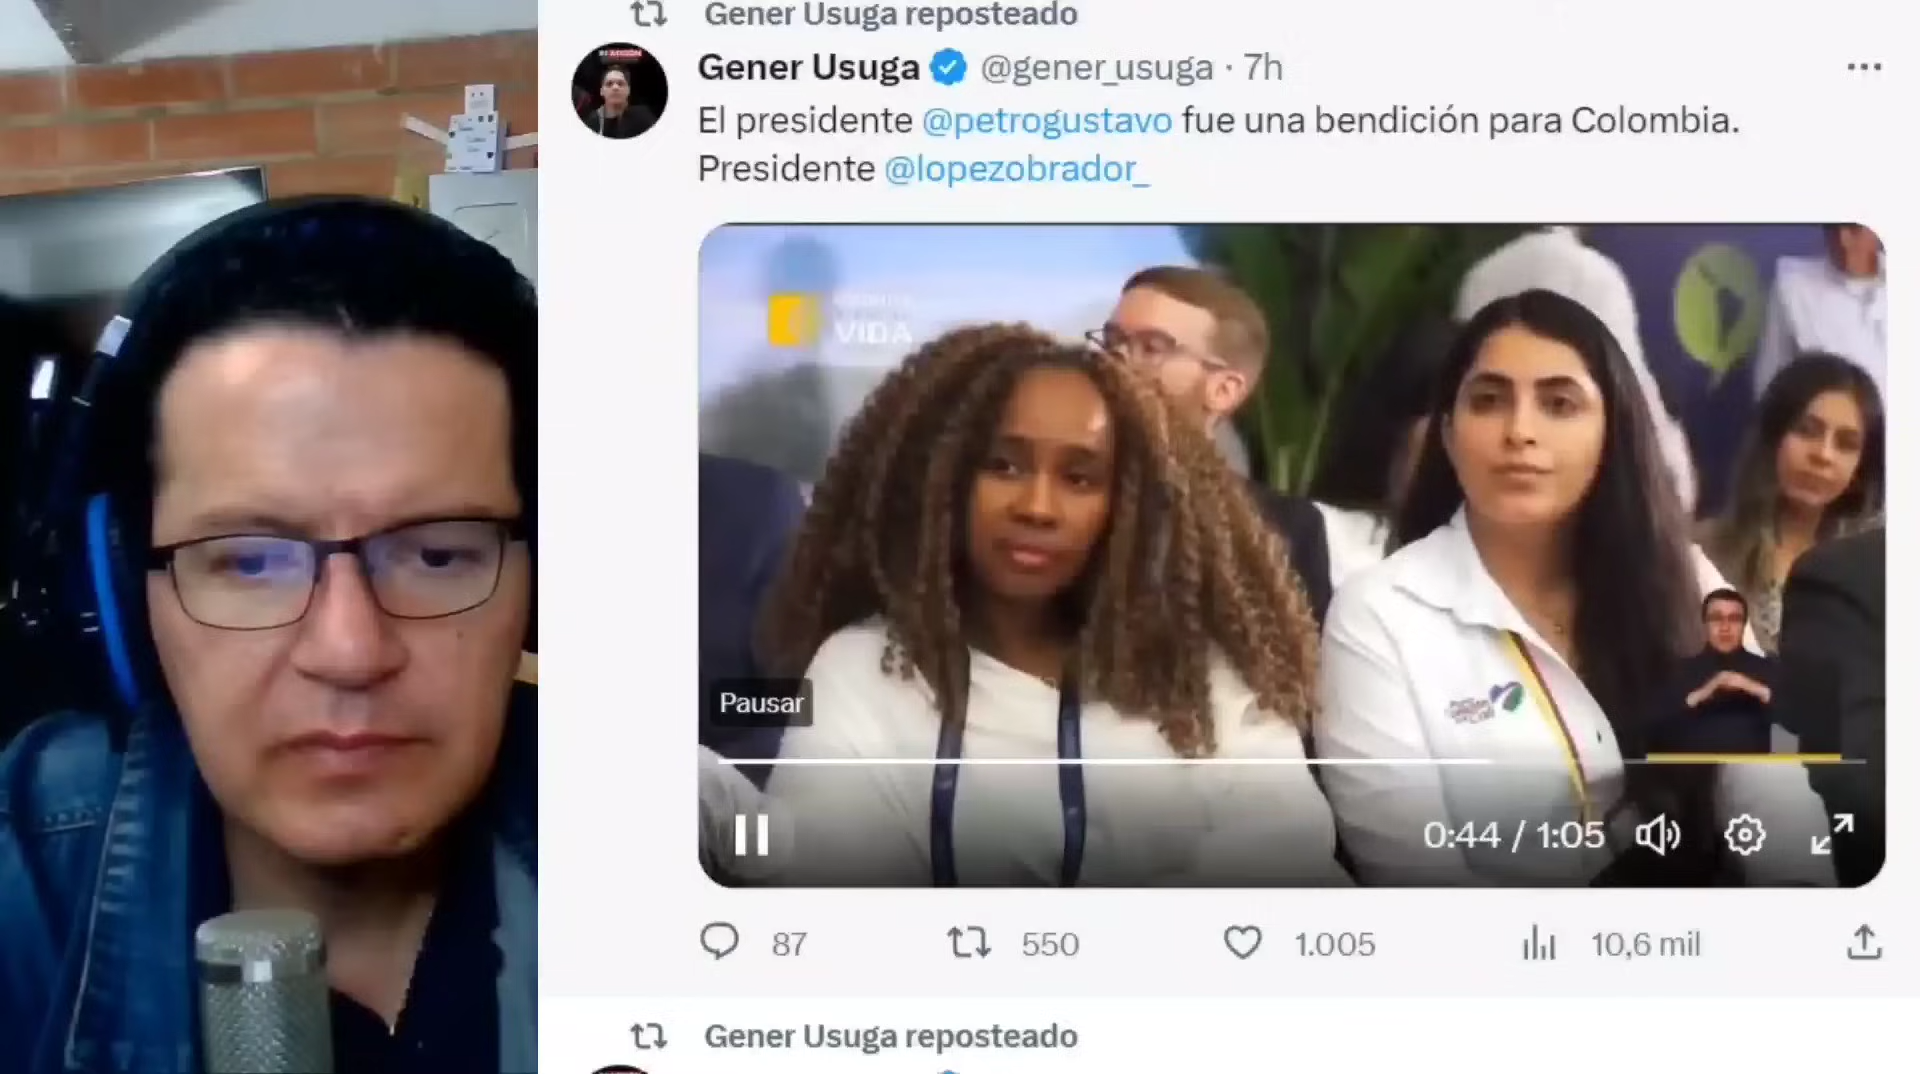 Gener Usuga reposteado
Gener Usuga @gener_usuga · 7h
El presidente @petrogustavo fue una bendición para Colombia.
Presidente @lopezobrador_
VIDA
Pausar
0:44 / 1:05
87
550
1.005
10,6 mil
Gener Usuga reposteado